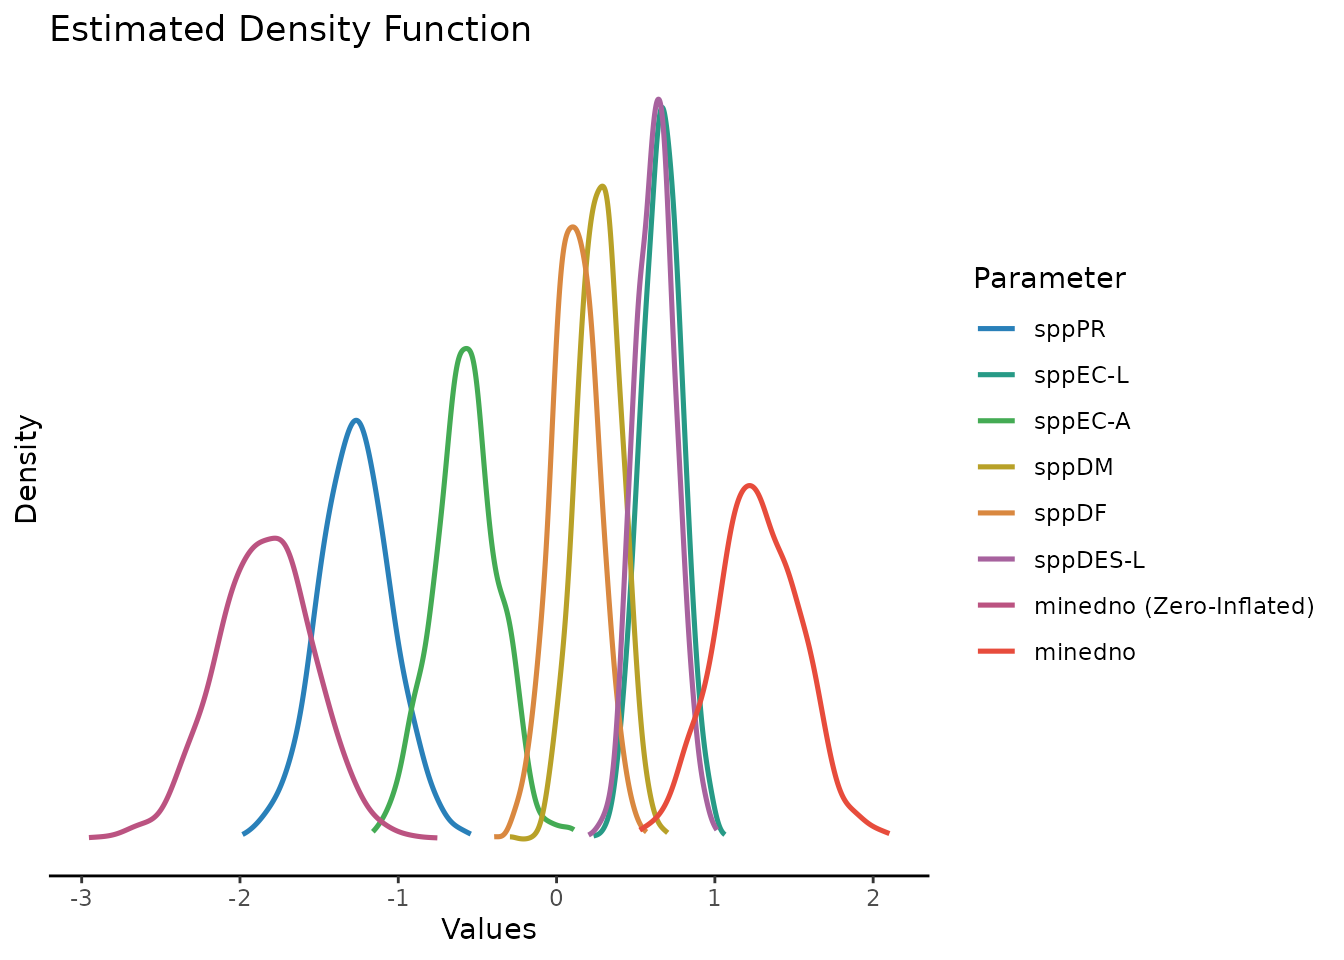 Estimated Density Function
Density
-3 -2 -1 0 1 2
Values
Parameter
sppPR
sppEC-L
sppEC-A
sppDM
sppDF
sppDES-L
minedno (Zero-Inflated)
minedno